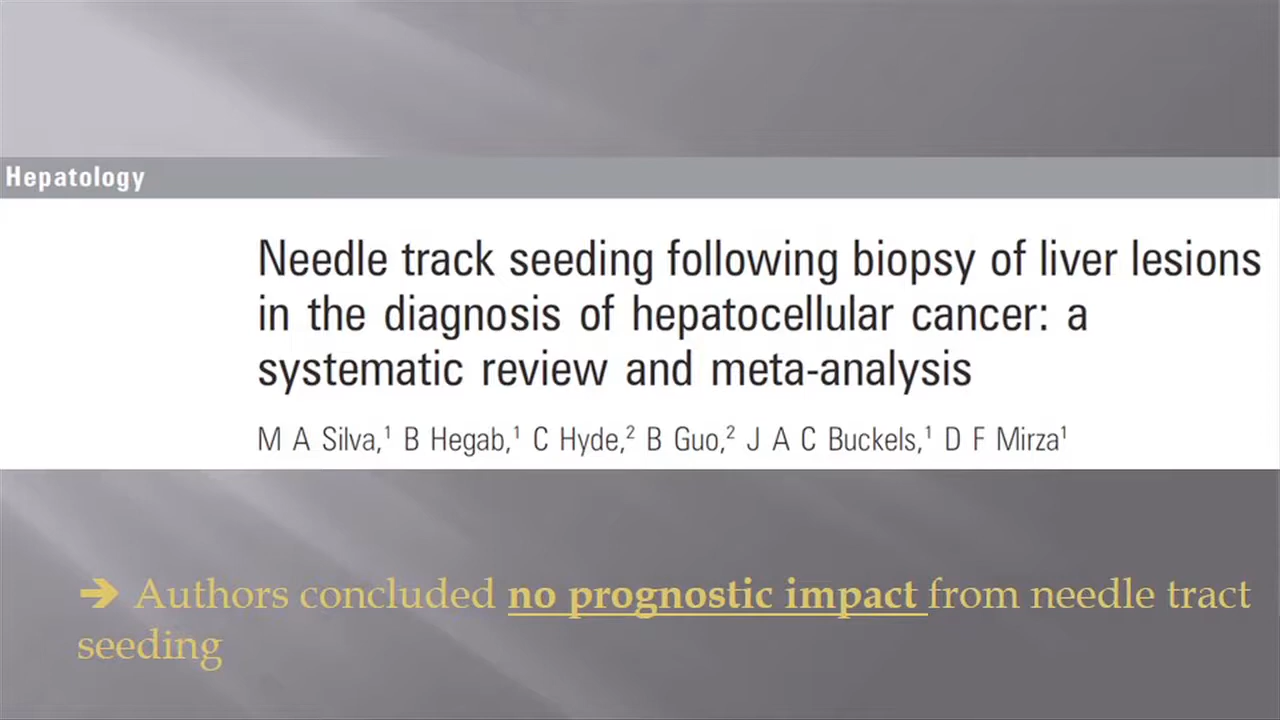 Hepatology
Needle track seeding following biopsy of liver lesions
in the diagnosis of hepatocellular cancer: a
systematic review and meta-analysis
M A Silva,¹ B Hegab,¹ C Hyde,² B Guo,² J A C Buckels,¹ D F Mirza¹
➔ Authors concluded no prognostic impact from needle tract
seeding